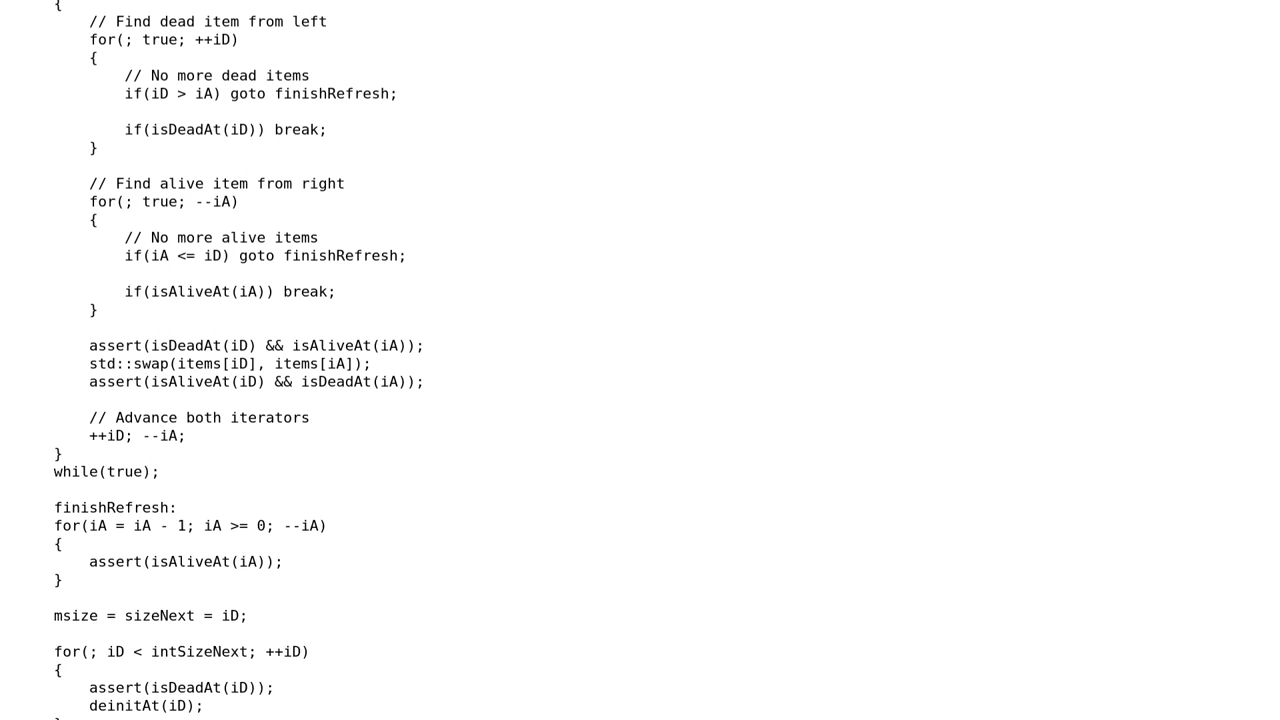 {
// Find dead item from left
for(; true; ++iD)
{
// No more dead items
if(iD > iA) goto finishRefresh;
if(isDeadAt(iD)) break;
}
// Find alive item from right
for(; true; --iA)
{
// No more alive items
if(iA <= iD) goto finishRefresh;
if(isAliveAt(iA)) break;
}
assert(isDeadAt(iD) && isAliveAt(iA));
std::swap(items[iD], items[iA]);
assert(isAliveAt(iD) && isDeadAt(iA));
// Advance both iterators
++iD; --iA;
}
while(true);
finishRefresh:
for(iA = iA - 1; iA >= 0; --iA)
{
assert(isAliveAt(iA));
}
msize = sizeNext = iD;
for(; iD < intSizeNext; ++iD)
{
assert(isDeadAt(iD));
deinitAt(iD);
}